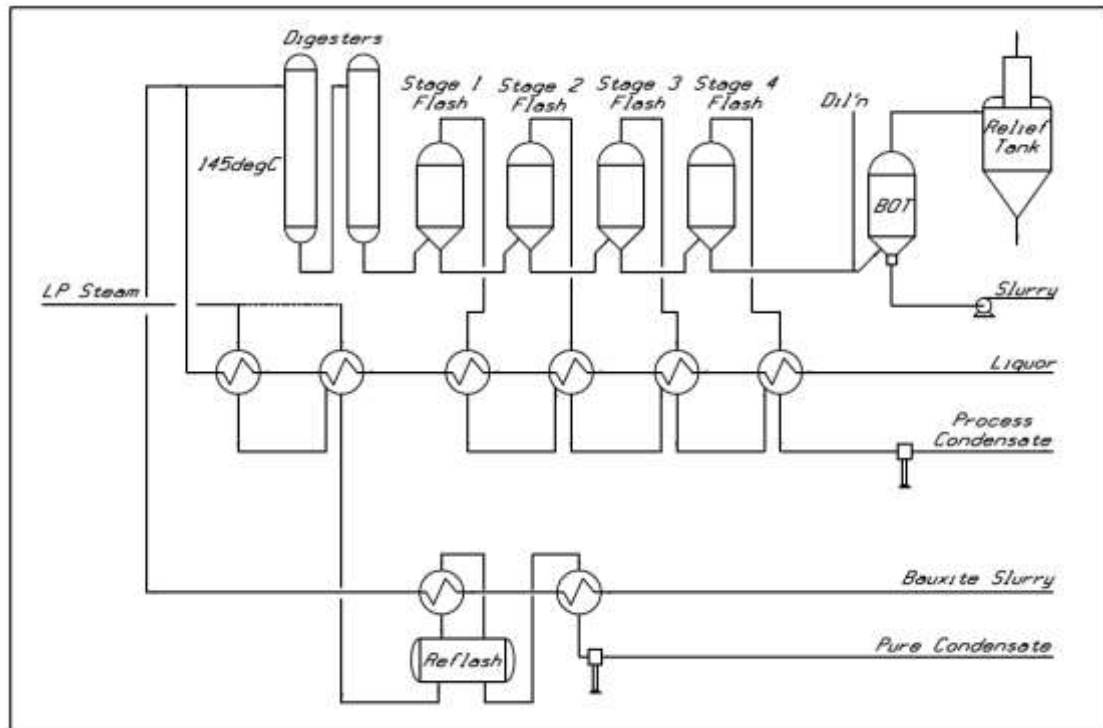 Digesters
Stage 1
Flash
Stage 2
Flash
Stage 3
Flash
Stage 4
Flash
Dil'n
Relief
Tank
145degC
BOT
LP Steam
Slurry
Liquor
Process
Condensate
Bauxite Slurry
Reflash
Pure Condensate